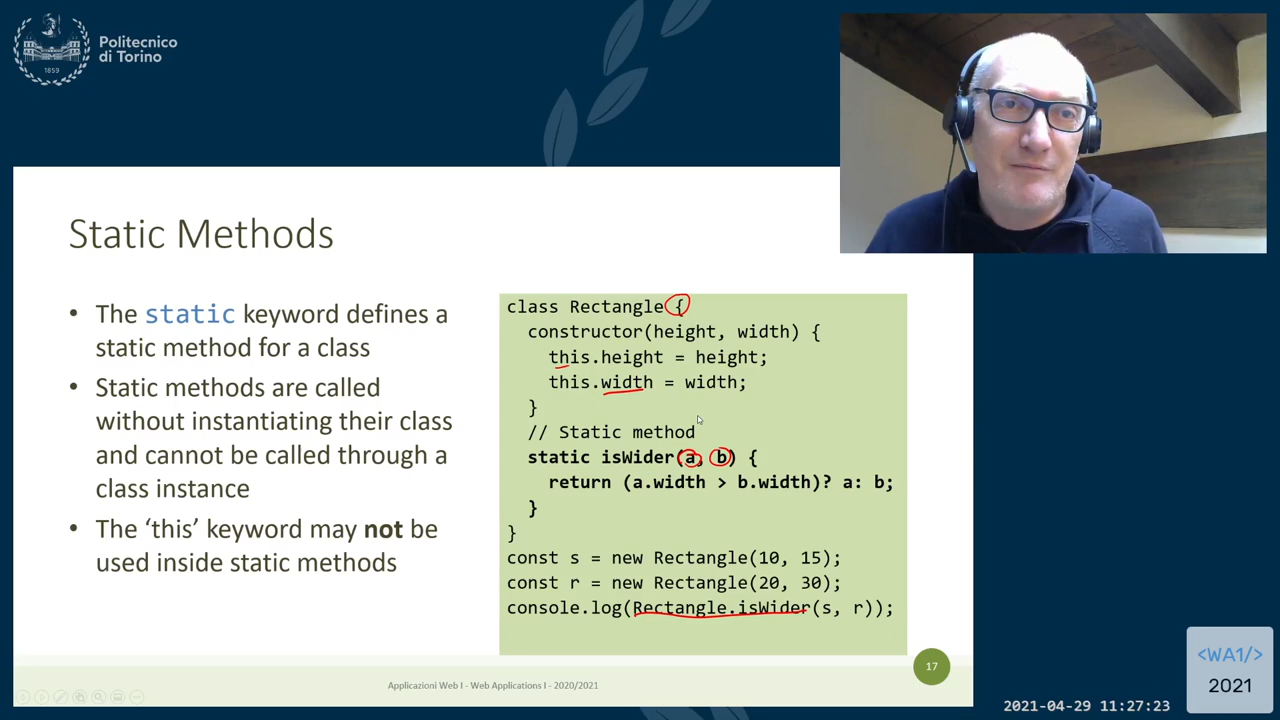 Politecnico
di Torino
1859
Static Methods
• The static keyword defines a
static method for a class
• Static methods are called
without instantiating their class
and cannot be called through a
class instance
• The ‘this’ keyword may not be
used inside static methods
class Rectangle {
constructor(height, width) {
this.height = height;
this.width = width;
}
// Static method
static isWider(a, b) {
return (a.width > b.width)? a: b;
}
}
const s = new Rectangle(10, 15);
const r = new Rectangle(20, 30);
console.log(Rectangle.isWider(s, r));
17
Applicazioni Web I - Web Applications I - 2020/2021
<WA1/>
2021
2021-04-29 11:27:23